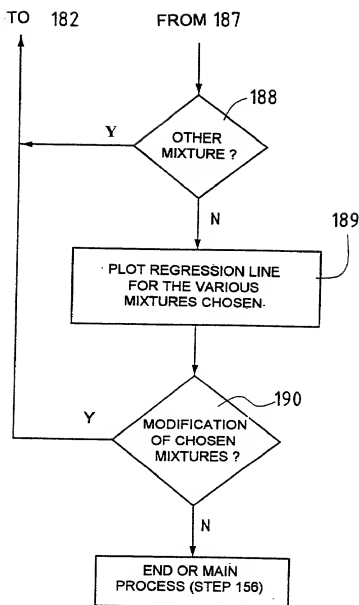 TO 182 FROM 187
188
Y
OTHER
MIXTURE ?
N
189
PLOT REGRESSION LINE
FOR THE VARIOUS
MIXTURES CHOSEN.
190
Y
MODIFICATION
OF CHOSEN
MIXTURES ?
N
END OR MAIN
PROCESS (STEP 156)